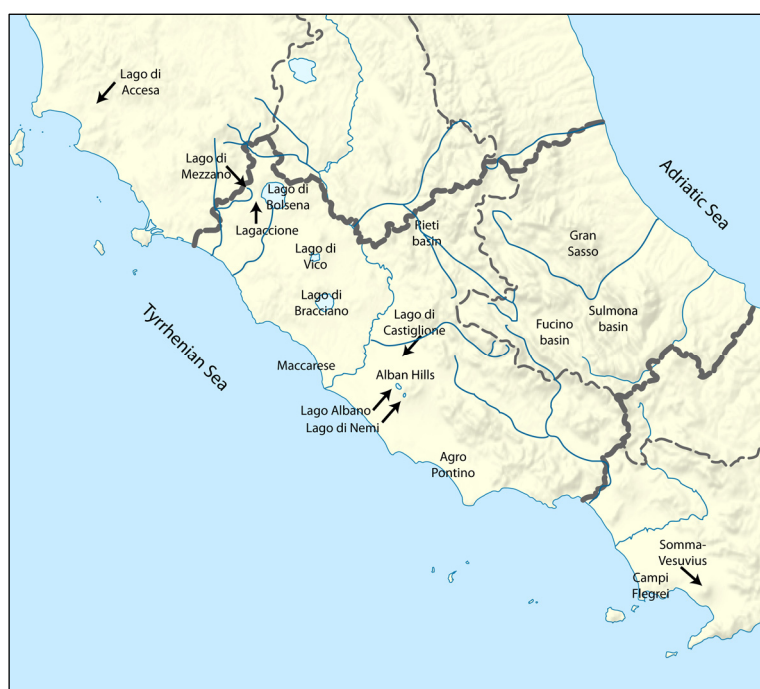 Lago di
Accesa
Lago di
Mezzano
Lago di
Bolsena
Lagaccione
Adriatic Sea
Rieti
basin
Gran
Sasso
Lago di
Vico
Lago di
Bracciano
Lago di
Castiglione
Sulmona
basin
Fucino
basin
Tyrrhenian Sea
Maccarese
Alban Hills
Lago Albano
Lago di Nemi
Agro
Pontino
Somma-
Vesuvius
Campi
Flegrei